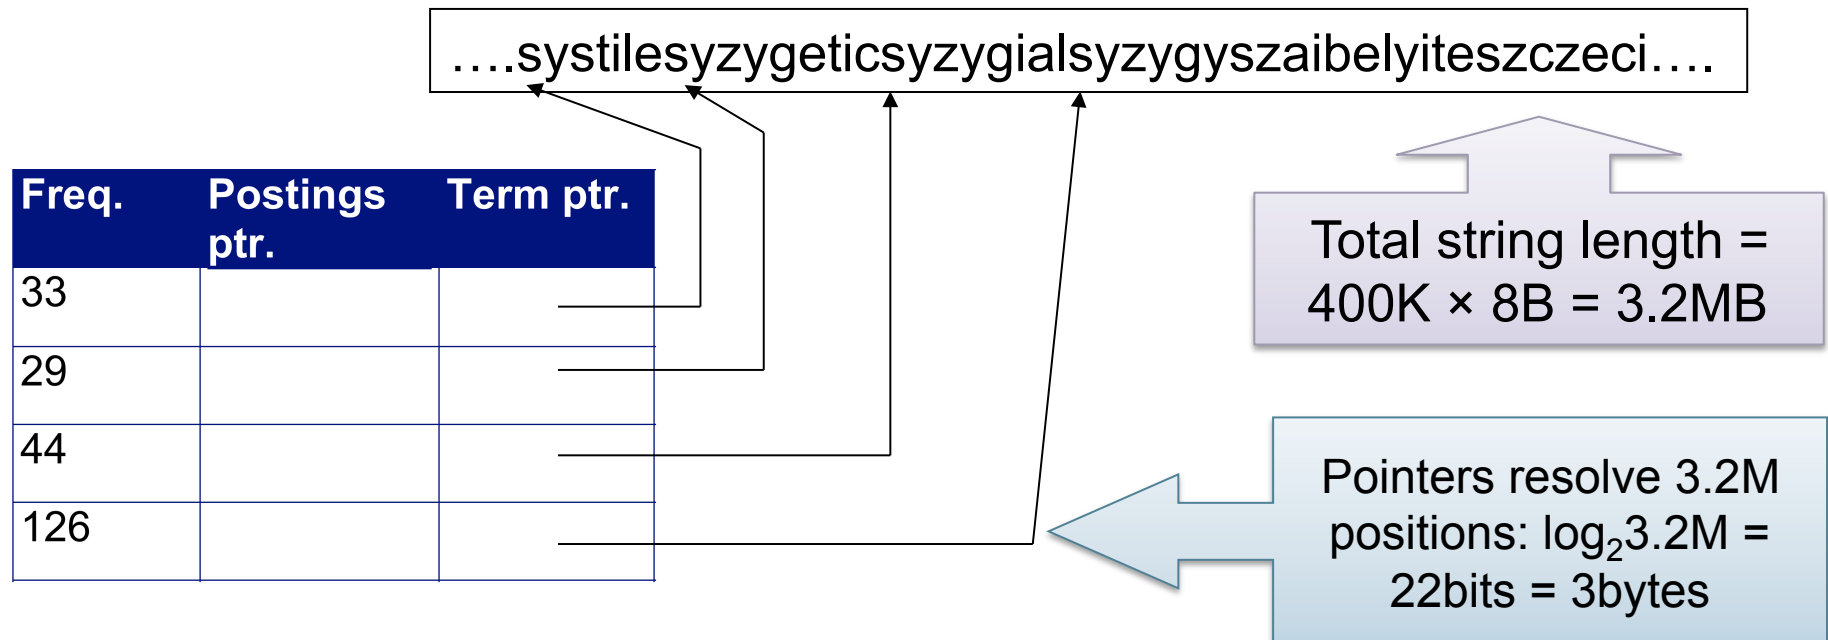 ….systilesyzygeticsyzygialsyzygyszaibelyiteszczeci….
Freq. Postings ptr. Term ptr.
33
29
44
126
Total string length =
400K × 8B = 3.2MB
Pointers resolve 3.2M
positions: log₂3.2M =
22bits = 3bytes